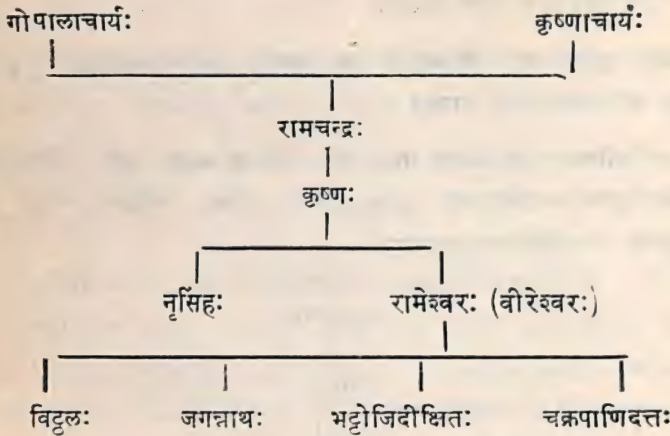 गोपालाचार्य: कृष्णाचार्य:
रामचन्द्र:
कृष्ण:
नृसिंह: रामेश्वर: (वीरेश्वर:)
विट्ठल: जगन्नाथ: भट्टोजिदीक्षित: चक्रपाणिदत्त: